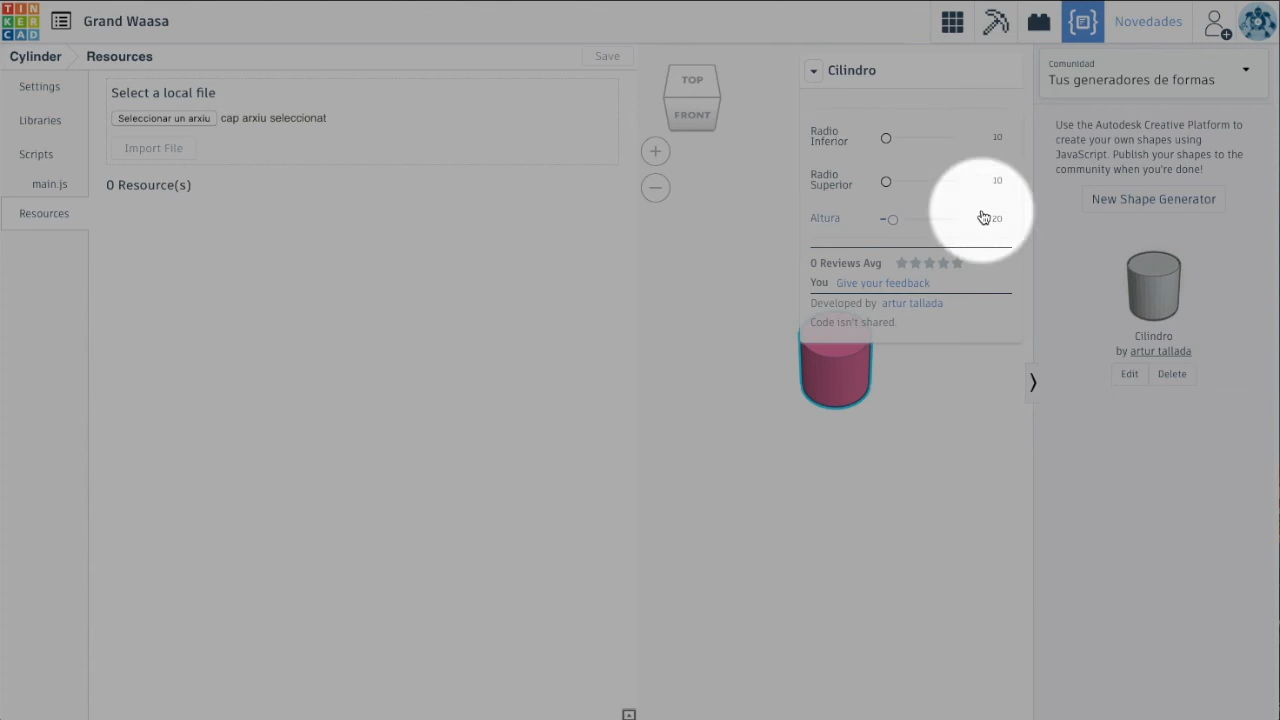 TIN
KER
CAD
Grand Waasa
Novedades
Cylinder
Resources
Save
Settings
Libraries
Scripts
main.js
Resources
Select a local file
Seleccionar un arxiu cap arxiu seleccionat
Import File
0 Resource(s)
TOP
FRONT
Cilindro
Radio
Inferior
10
Radio
Superior
10
Altura
20
0 Reviews Avg
You Give your feedback
Developed by artur tallada
Code isn't shared.
Comunidad
Tus generadores de formas
Use the Autodesk Creative Platform to
create your own shapes using
JavaScript. Publish your shapes to the
community when you're done!
New Shape Generator
Cilindro
by artur tallada
Edit
Delete